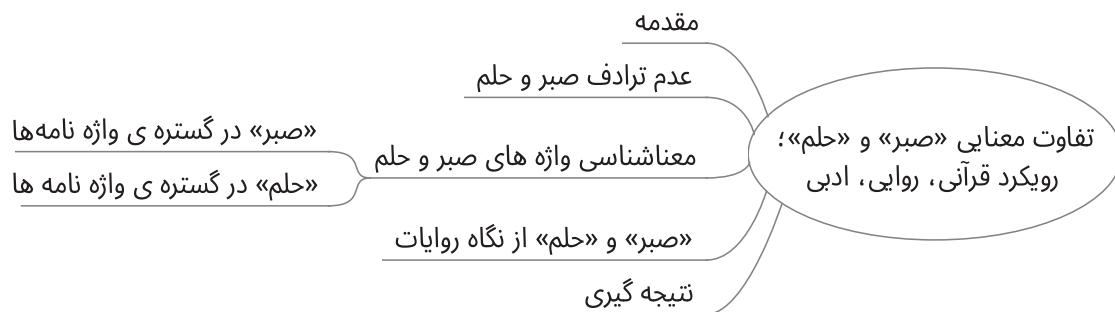 تفاوت معنایی «صبر» و «حلم»؛
رویکرد قرآنی، روایی، ادبی
مقدمه
عدم ترادف صبر و حلم
معناشناسی واژه های صبر و حلم
«صبر» در گستره ی واژه نامه‌ها
«حلم» در گستره ی واژه نامه ها
«صبر» و «حلم» از نگاه روایات
نتیجه گیری